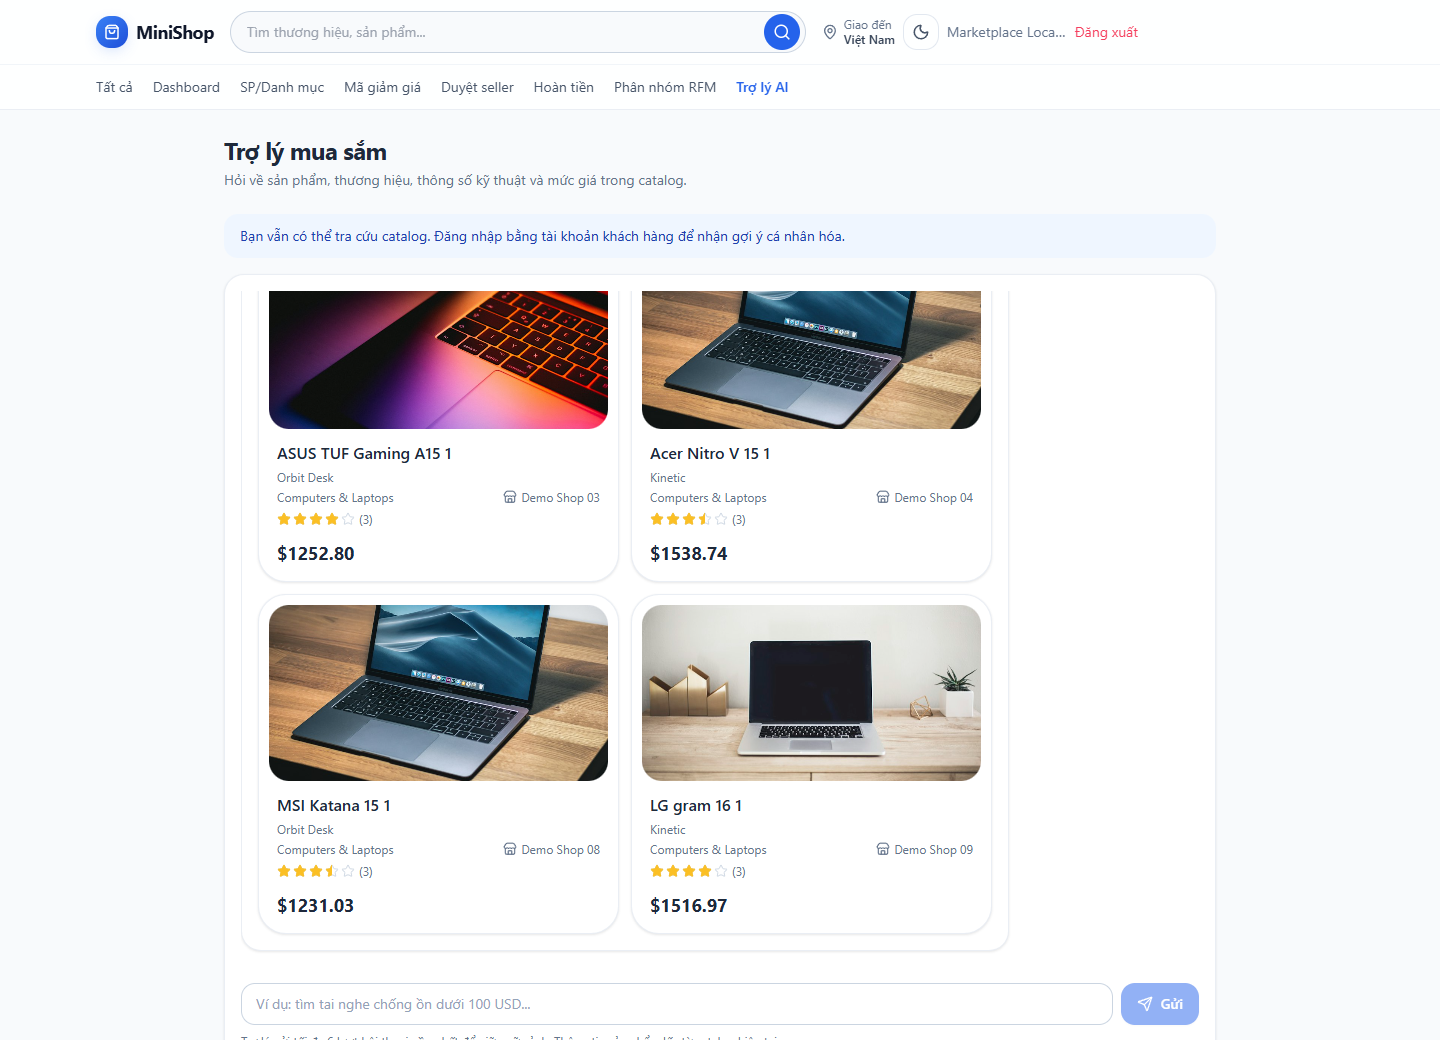 MiniShop
Tìm thương hiệu, sản phẩm...
Giao đến
Việt Nam
Marketplace Loca...
Đăng xuất
Tất cả
Dashboard
SP/Danh mục
Mã giảm giá
Duyệt seller
Hoàn tiền
Phân nhóm RFM
Trợ lý AI
Trợ lý mua sắm
Hỏi về sản phẩm, thương hiệu, thông số kỹ thuật và mức giá trong catalog.
Bạn vẫn có thể tra cứu catalog. Đăng nhập bằng tài khoản khách hàng để nhận gợi ý cá nhân hóa.
ASUS TUF Gaming A15 1
Orbit Desk
Computers & Laptops
Demo Shop 03
(3)
$1252.80
Acer Nitro V 15 1
Kinetic
Computers & Laptops
Demo Shop 04
(3)
$1538.74
MSI Katana 15 1
Orbit Desk
Computers & Laptops
Demo Shop 08
(3)
$1231.03
LG gram 16 1
Kinetic
Computers & Laptops
Demo Shop 09
(3)
$1516.97
Ví dụ: tìm tai nghe chống ồn dưới 100 USD...
Gửi